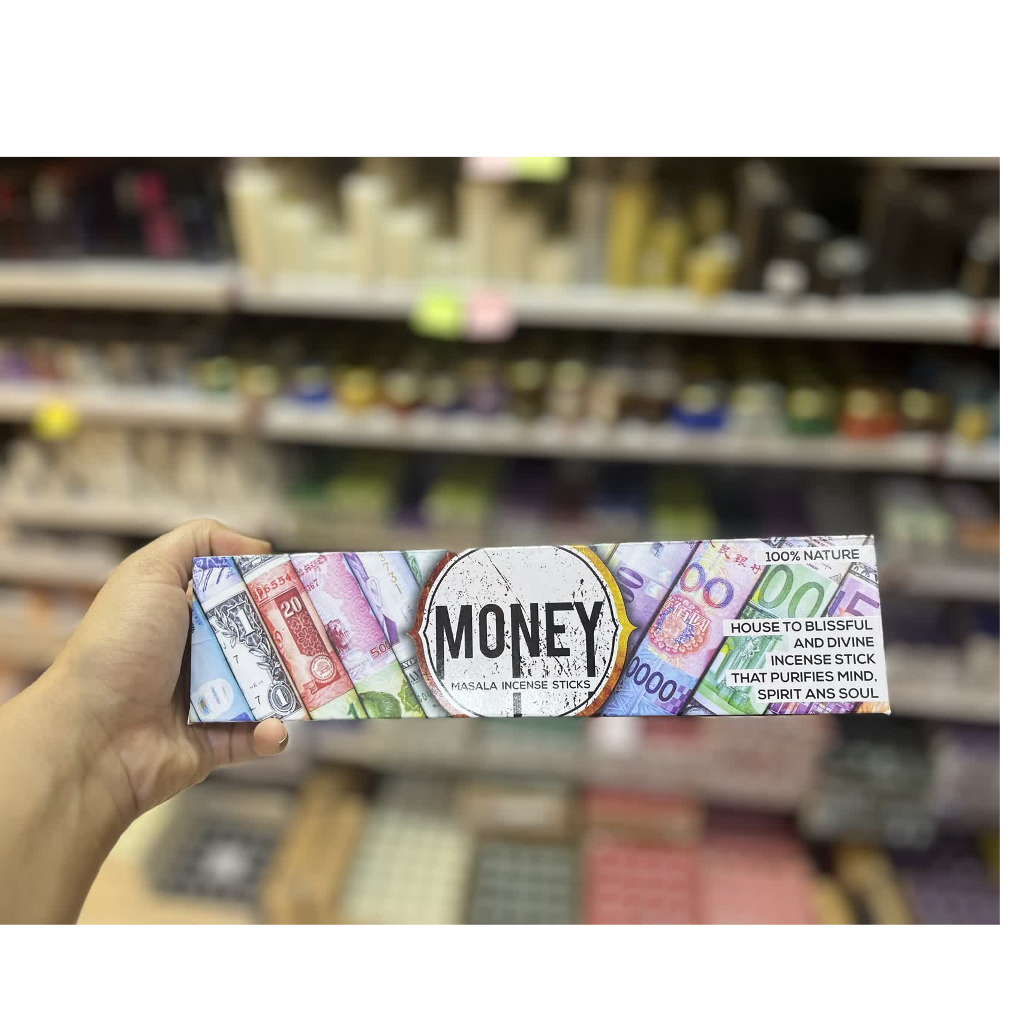 MONEY
MASALA INCENSE STICKS
100% NATURE
HOUSE TO BLISSFUL
AND DIVINE
INCENSE STICK
THAT PURIFIES MIND,
SPIRIT ANS SOUL
20